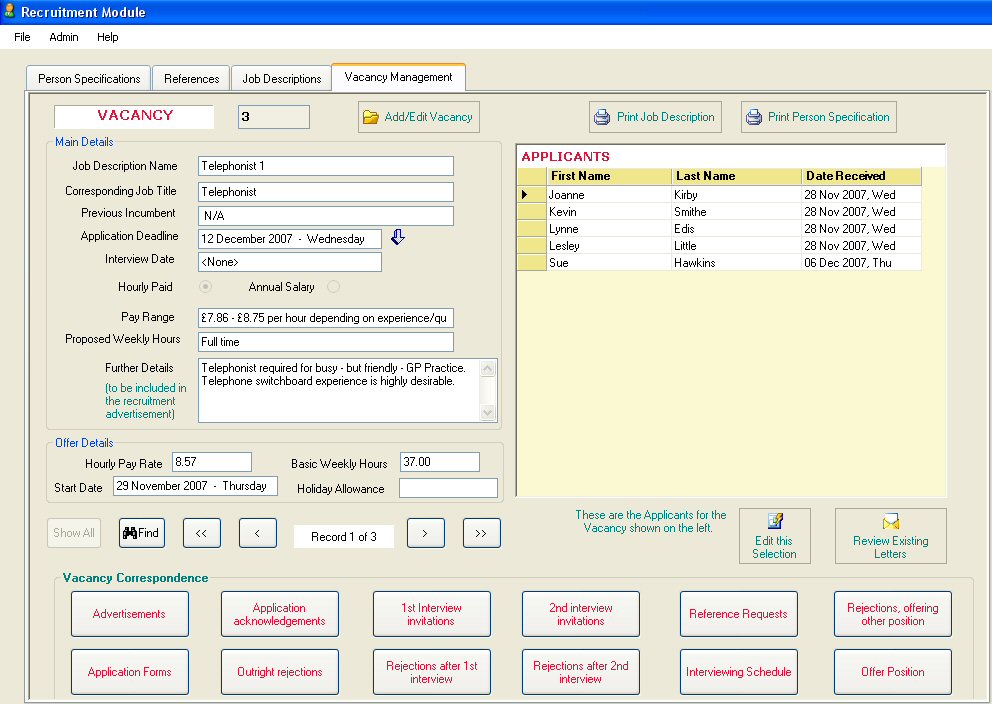 Recruitment Module
File Admin Help
Person Specifications References Job Descriptions Vacancy Management
VACANCY 3 Add/Edit Vacancy Print Job Description Print Person Specification
Main Details
Job Description Name Telephonist 1
Corresponding Job Title Telephonist
Previous Incumbent N/A
Application Deadline 12 December 2007 - Wednesday
Interview Date <None>
Hourly Paid Annual Salary
Pay Range £7.86 - £8.75 per hour depending on experience/qu
Proposed Weekly Hours Full time
Further Details
(to be included in
the recruitment
advertisement)
Telephonist required for busy - but friendly - GP Practice.
Telephone switchboard experience is highly desirable.
APPLICANTS
First Name Last Name Date Received
Joanne Kirby 28 Nov 2007, Wed
Kevin Smithe 28 Nov 2007, Wed
Lynne Edis 28 Nov 2007, Wed
Lesley Little 28 Nov 2007, Wed
Sue Hawkins 06 Dec 2007, Thu
Offer Details
Hourly Pay Rate 8.57 Basic Weekly Hours 37.00
Start Date 29 November 2007 - Thursday Holiday Allowance
Show All Find << < Record 1 of 3 > >>
These are the Applicants for the
Vacancy shown on the left.
Edit this
Selection
Review Existing
Letters
Vacancy Correspondence
Advertisements
Application
acknowledgements
1st Interview
invitations
2nd interview
invitations
Reference Requests
Rejections, offering
other position
Application Forms
Outright rejections
Rejections after 1st
interview
Rejections after 2nd
interview
Interviewing Schedule
Offer Position